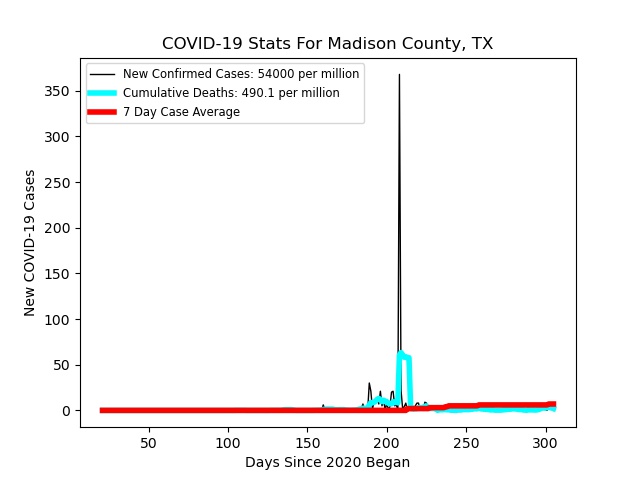 COVID-19 Stats For Madison County, TX
New Confirmed Cases: 54000 per million
Cumulative Deaths: 490.1 per million
7 Day Case Average
New COVID-19 Cases
350
300
250
200
150
100
50
0
50 100 150 200 250 300
Days Since 2020 Began